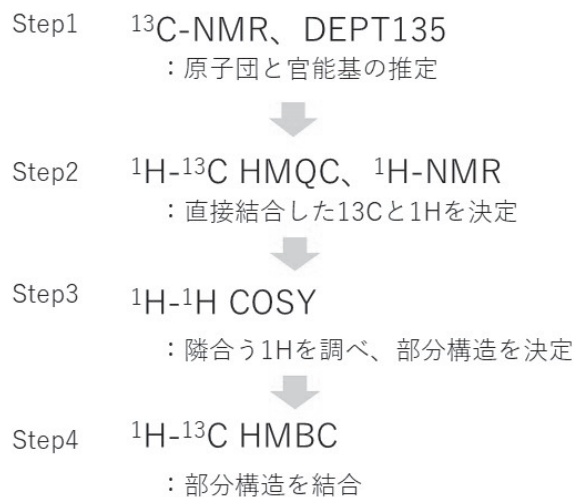 Step1 ¹³C-NMR、DEPT135
：原子団と官能基の推定
Step2 ¹H-¹³C HMQC、¹H-NMR
：直接結合した13Cと1Hを決定
Step3 ¹H-¹H COSY
：隣合う1Hを調べ、部分構造を決定
Step4 ¹H-¹³C HMBC
：部分構造を結合